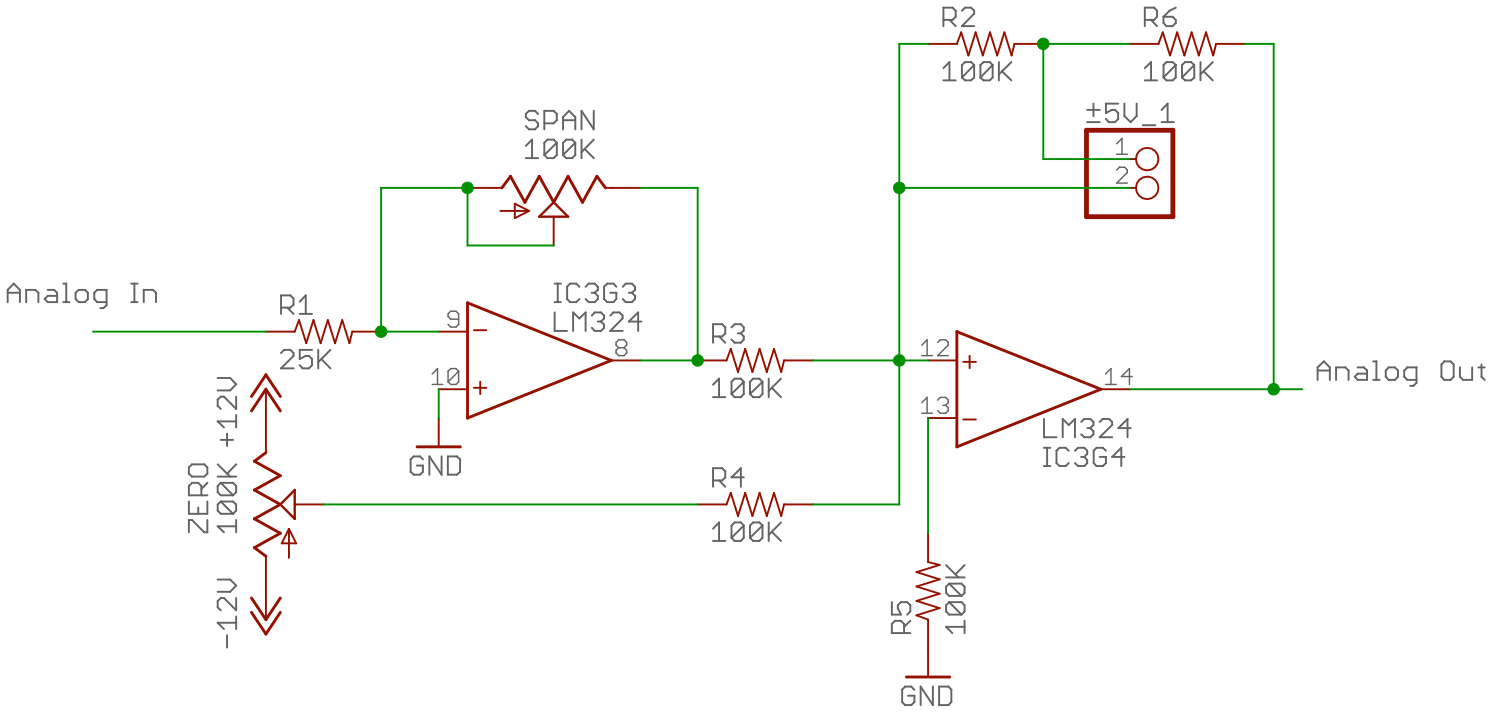 R2
100K
R6
100K
±5V_1
1
2
SPAN
100K
Analog In
R1
25K
9
10
IC3G3
LM324
8
GND
R3
100K
12
13
14
LM324
IC3G4
Analog Out
+12V
ZERO
100K
-12V
R4
100K
R5
100K
GND